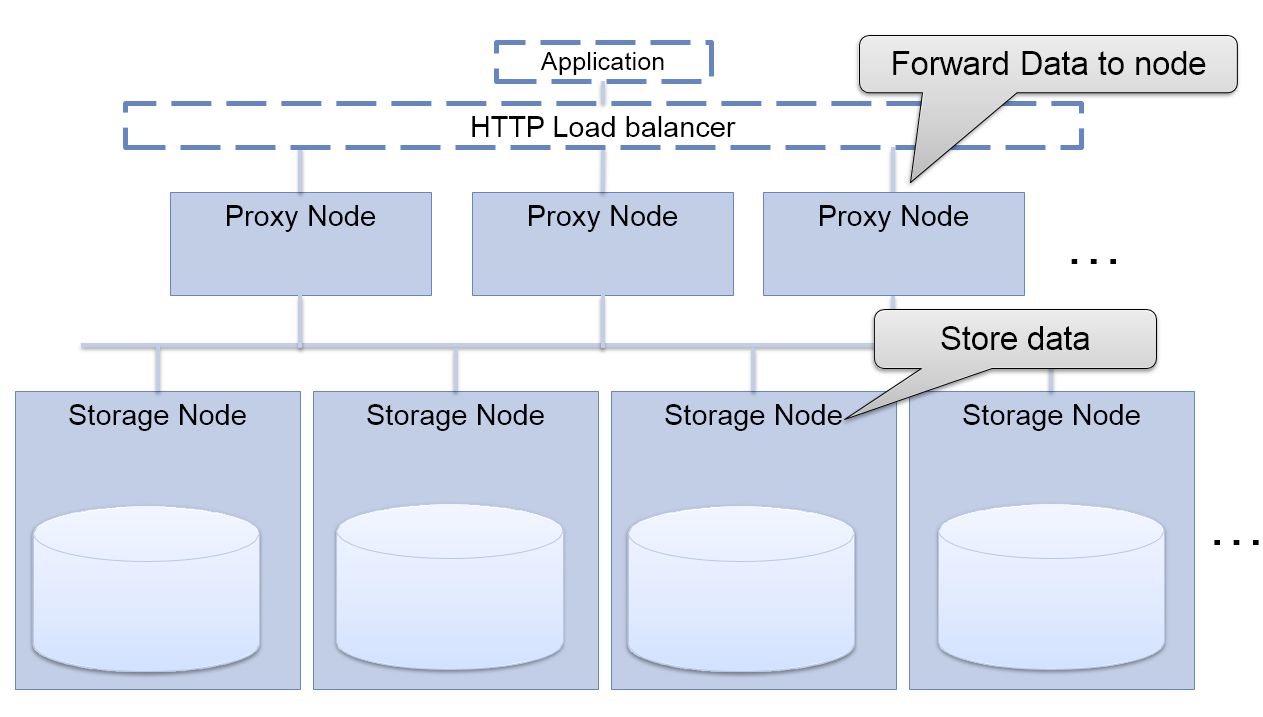 Application
Forward Data to node
HTTP Load balancer
Proxy Node
Proxy Node
Proxy Node
...
Store data
Storage Node
Storage Node
Storage Node
Storage Node
...